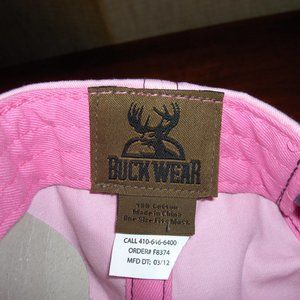 BUCK WEAR
100 Cotton
Made in China
One Size Fits Most
CALL 410-646-6400
ORDER# F8374
MFD DT: 03/12